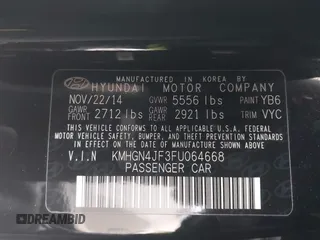 MANUFACTURED IN KOREA BY
HYUNDAI MOTOR COMPANY
NOV/22/14 GVWR 5556 lbs PAINT YB6
GAWR FRONT 2712 lbs GAWR REAR 2921 lbs TRIM VYC
THIS VEHICLE CONFORMS TO ALL APPLICABLE U.S. FEDERAL
MOTOR VEHICLE SAFETY, BUMPER, AND THEFT PREVENTION
STANDARDS IN EFFECT ON THE DATE OF MANUFACTURE
SHOWN ABOVE.
V.I.N KMHGN4JF3FU064668
PASSENGER CAR
DREAMBID